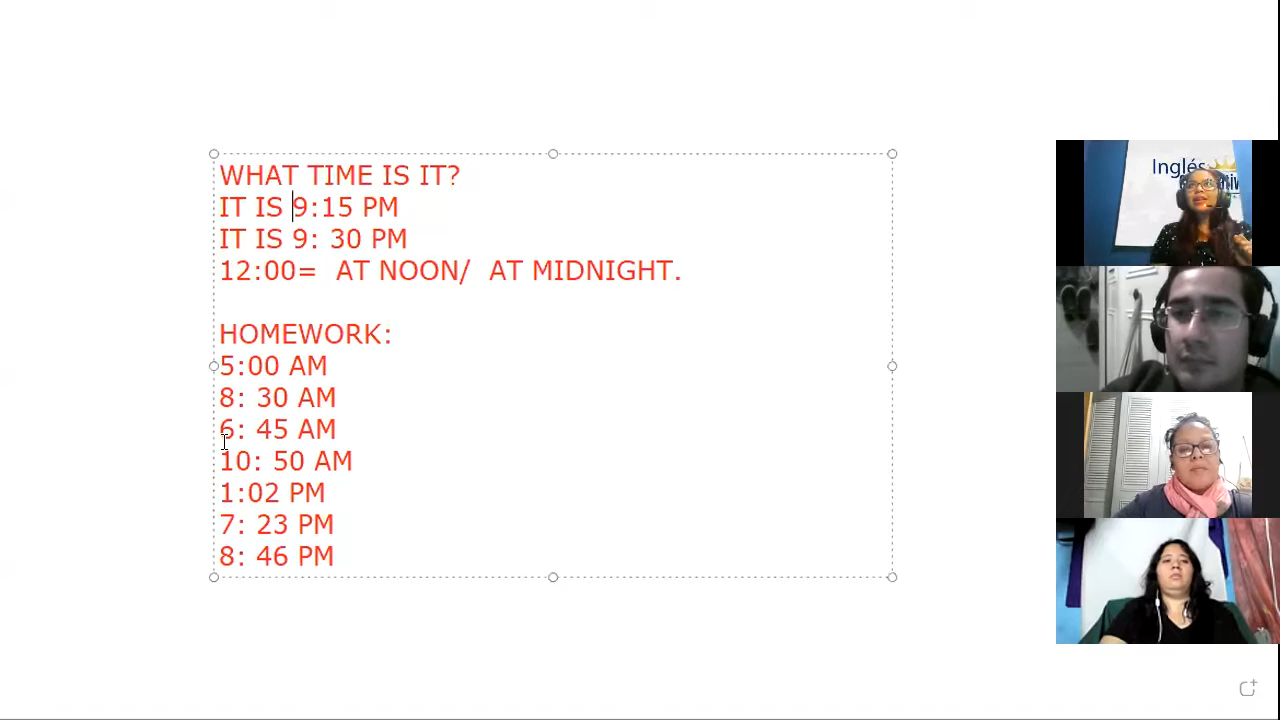 WHAT TIME IS IT?
IT IS 9:15 PM
IT IS 9: 30 PM
12:00=  AT NOON/  AT MIDNIGHT.
HOMEWORK:
5:00 AM
8: 30 AM
6: 45 AM
10: 50 AM
1:02 PM
7: 23 PM
8: 46 PM
Inglés